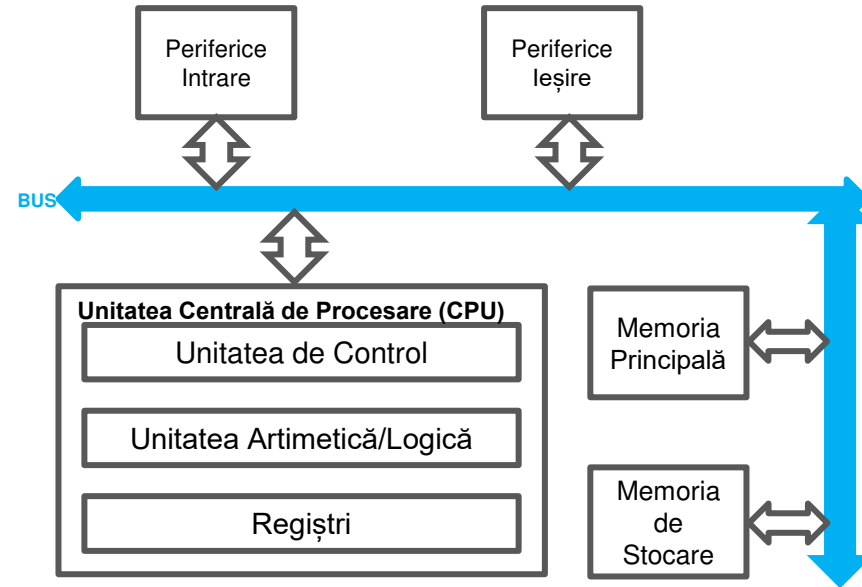 Periferice
Intrare
Periferice
Ieșire
BUS
Unitatea Centrală de Procesare (CPU)
Unitatea de Control
Unitatea Artimetică/Logică
Regiștri
Memoria
Principală
Memoria
de
Stocare